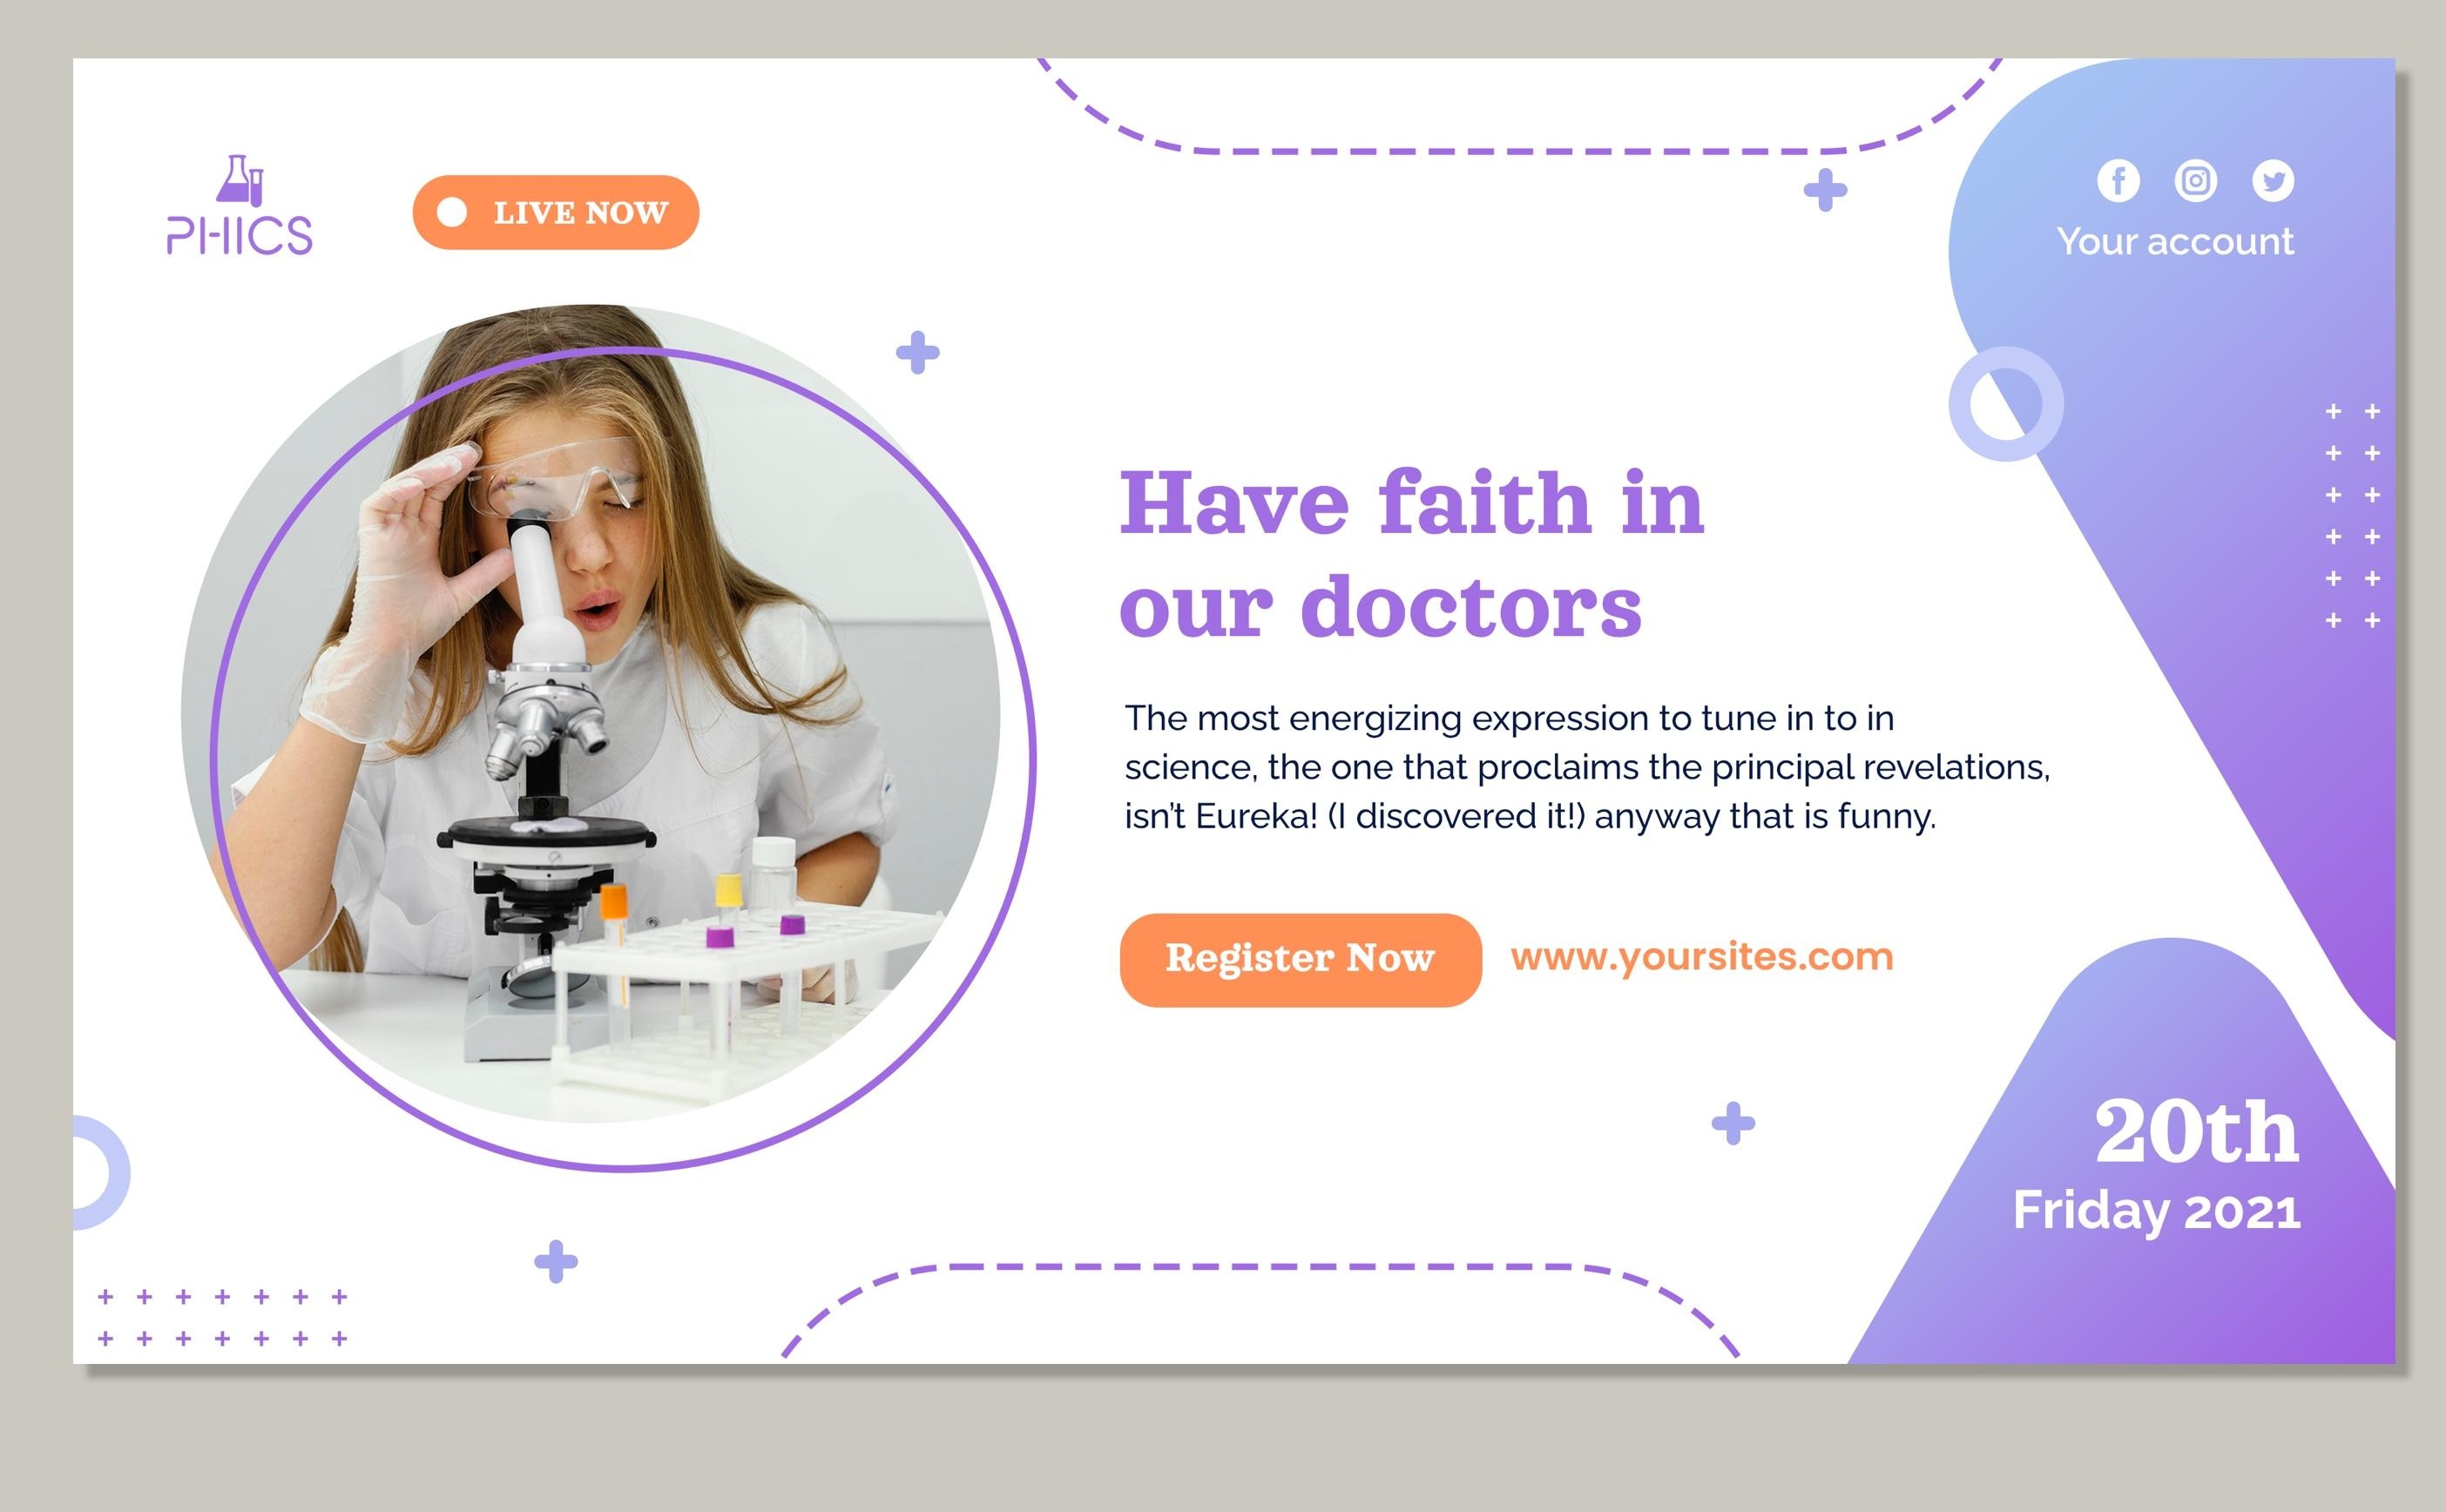 PHICS
LIVE NOW
Your account
Have faith in
our doctors
The most energizing expression to tune in to in
science, the one that proclaims the principal revelations,
isn't Eureka! (I discovered it!) anyway that is funny.
Register Now
www.yoursites.com
20th
Friday 2021